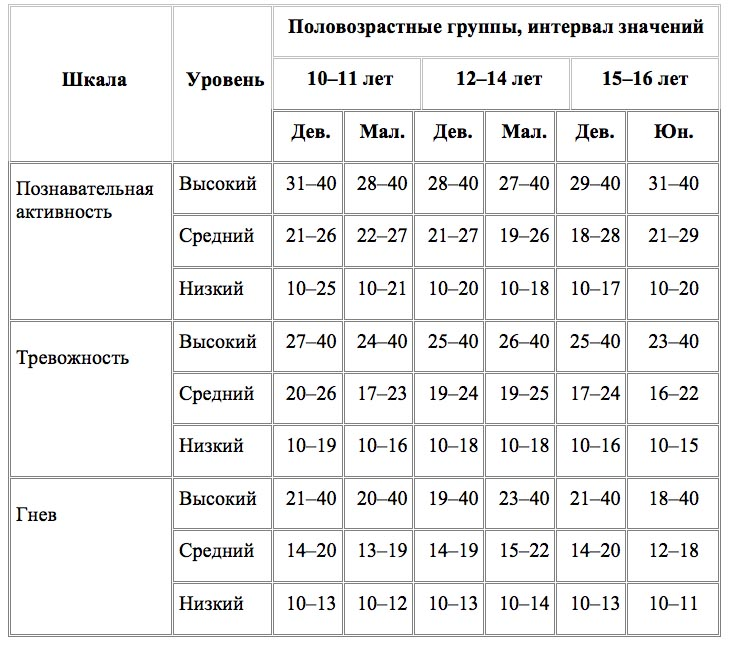 Половозрастные группы, интервал значений
Шкала Уровень 10–11 лет 12–14 лет 15–16 лет
Дев. Мал. Дев. Мал. Дев. Юн.
Познавательная активность Высокий 31–40 28–40 28–40 27–40 29–40 31–40
Средний 21–26 22–27 21–27 19–26 18–28 21–29
Низкий 10–25 10–21 10–20 10–18 10–17 10–20
Тревожность Высокий 27–40 24–40 25–40 26–40 25–40 23–40
Средний 20–26 17–23 19–24 19–25 17–24 16–22
Низкий 10–19 10–16 10–18 10–18 10–16 10–15
Гнев Высокий 21–40 20–40 19–40 23–40 21–40 18–40
Средний 14–20 13–19 14–19 15–22 14–20 12–18
Низкий 10–13 10–12 10–13 10–14 10–13 10–11